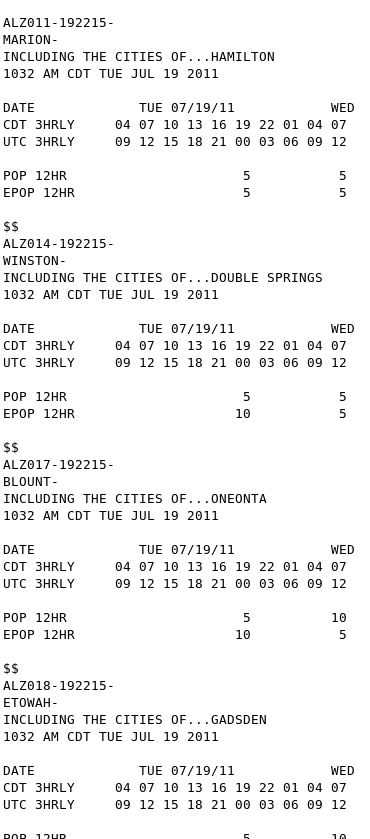 ALZ011-192215-
MARION-
INCLUDING THE CITIES OF...HAMILTON
1032 AM CDT TUE JUL 19 2011
DATE             TUE 07/19/11            WED
CDT 3HRLY     04 07 10 13 16 19 22 01 04 07
UTC 3HRLY     09 12 15 18 21 00 03 06 09 12
POP 12HR                      5           5
EPOP 12HR                     5           5
$$
ALZ014-192215-
WINSTON-
INCLUDING THE CITIES OF...DOUBLE SPRINGS
1032 AM CDT TUE JUL 19 2011
DATE             TUE 07/19/11            WED
CDT 3HRLY     04 07 10 13 16 19 22 01 04 07
UTC 3HRLY     09 12 15 18 21 00 03 06 09 12
POP 12HR                      5           5
EPOP 12HR                    10           5
$$
ALZ017-192215-
BLOUNT-
INCLUDING THE CITIES OF...ONEONTA
1032 AM CDT TUE JUL 19 2011
DATE             TUE 07/19/11            WED
CDT 3HRLY     04 07 10 13 16 19 22 01 04 07
UTC 3HRLY     09 12 15 18 21 00 03 06 09 12
POP 12HR                      5          10
EPOP 12HR                    10           5
$$
ALZ018-192215-
ETOWAH-
INCLUDING THE CITIES OF...GADSDEN
1032 AM CDT TUE JUL 19 2011
DATE             TUE 07/19/11            WED
CDT 3HRLY     04 07 10 13 16 19 22 01 04 07
UTC 3HRLY     09 12 15 18 21 00 03 06 09 12
POP 12HR                      5          10